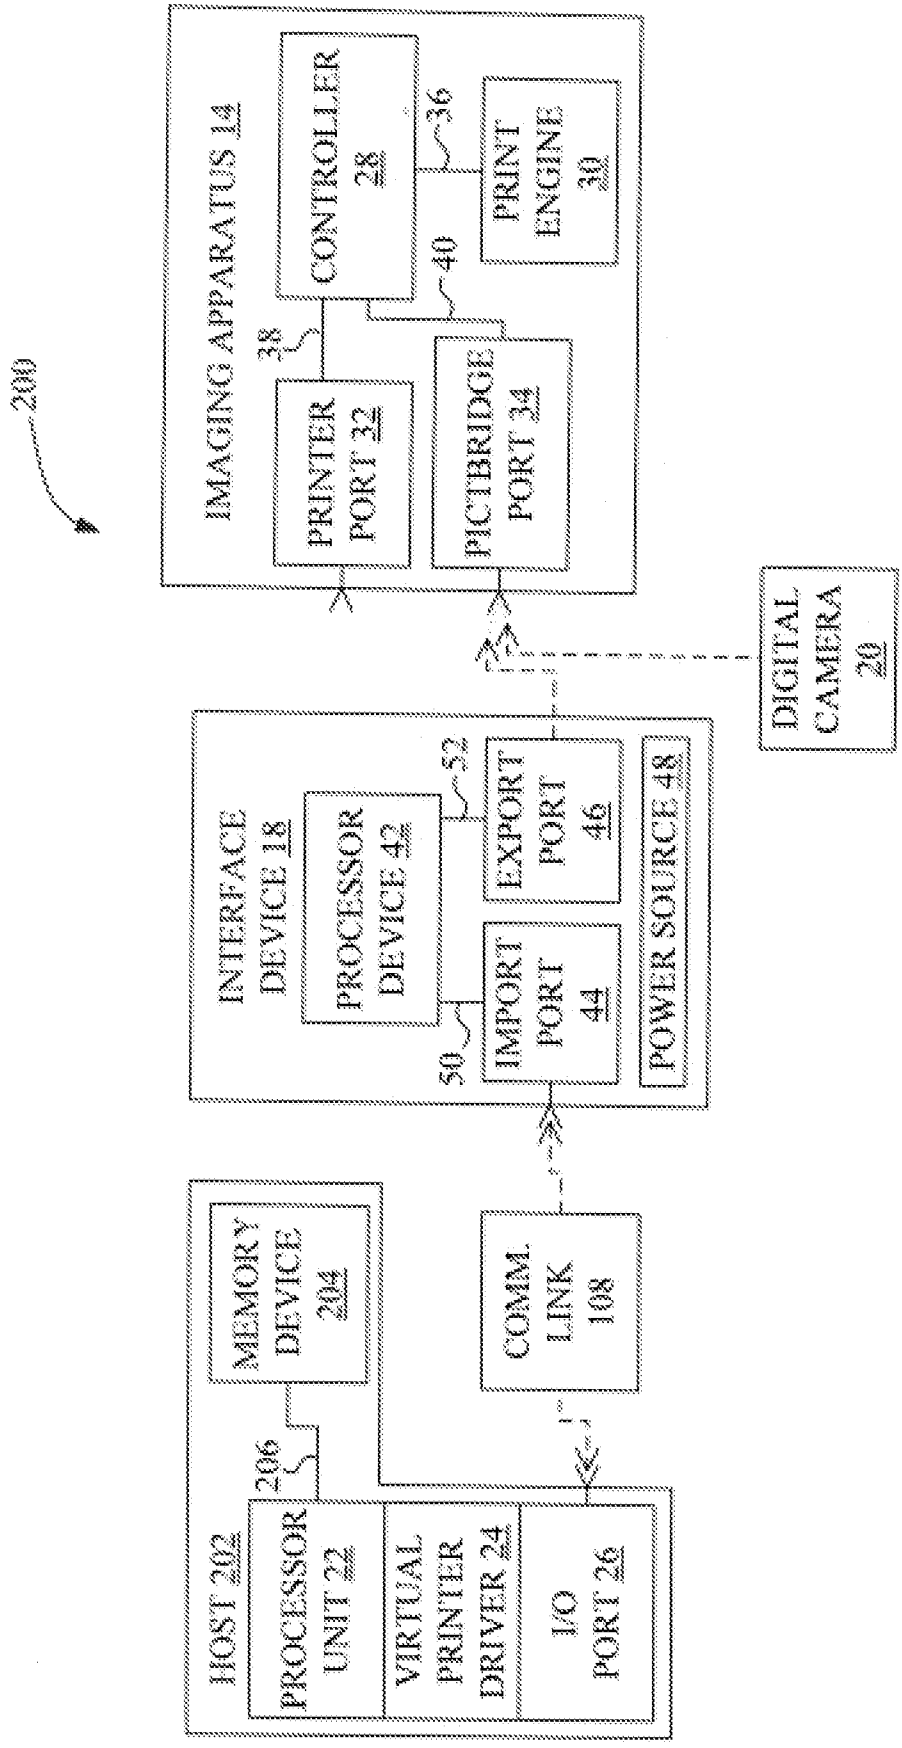 200
HOST 202
PROCESSOR
UNIT 22
VIRTUAL
PRINTER
DRIVER 24
I/O
PORT 26
206
MEMORY
DEVICE
204
COMM.
LINK
108
INTERFACE
DEVICE 18
PROCESSOR
DEVICE 42
50
52
IMPORT
PORT
44
EXPORT
PORT
46
POWER SOURCE 48
IMAGING APPARATUS 14
PRINTER
PORT 32
38
CONTROLLER
28
40
36
PICTBRIDGE
PORT 34
PRINT
ENGINE
30
DIGITAL
CAMERA
20